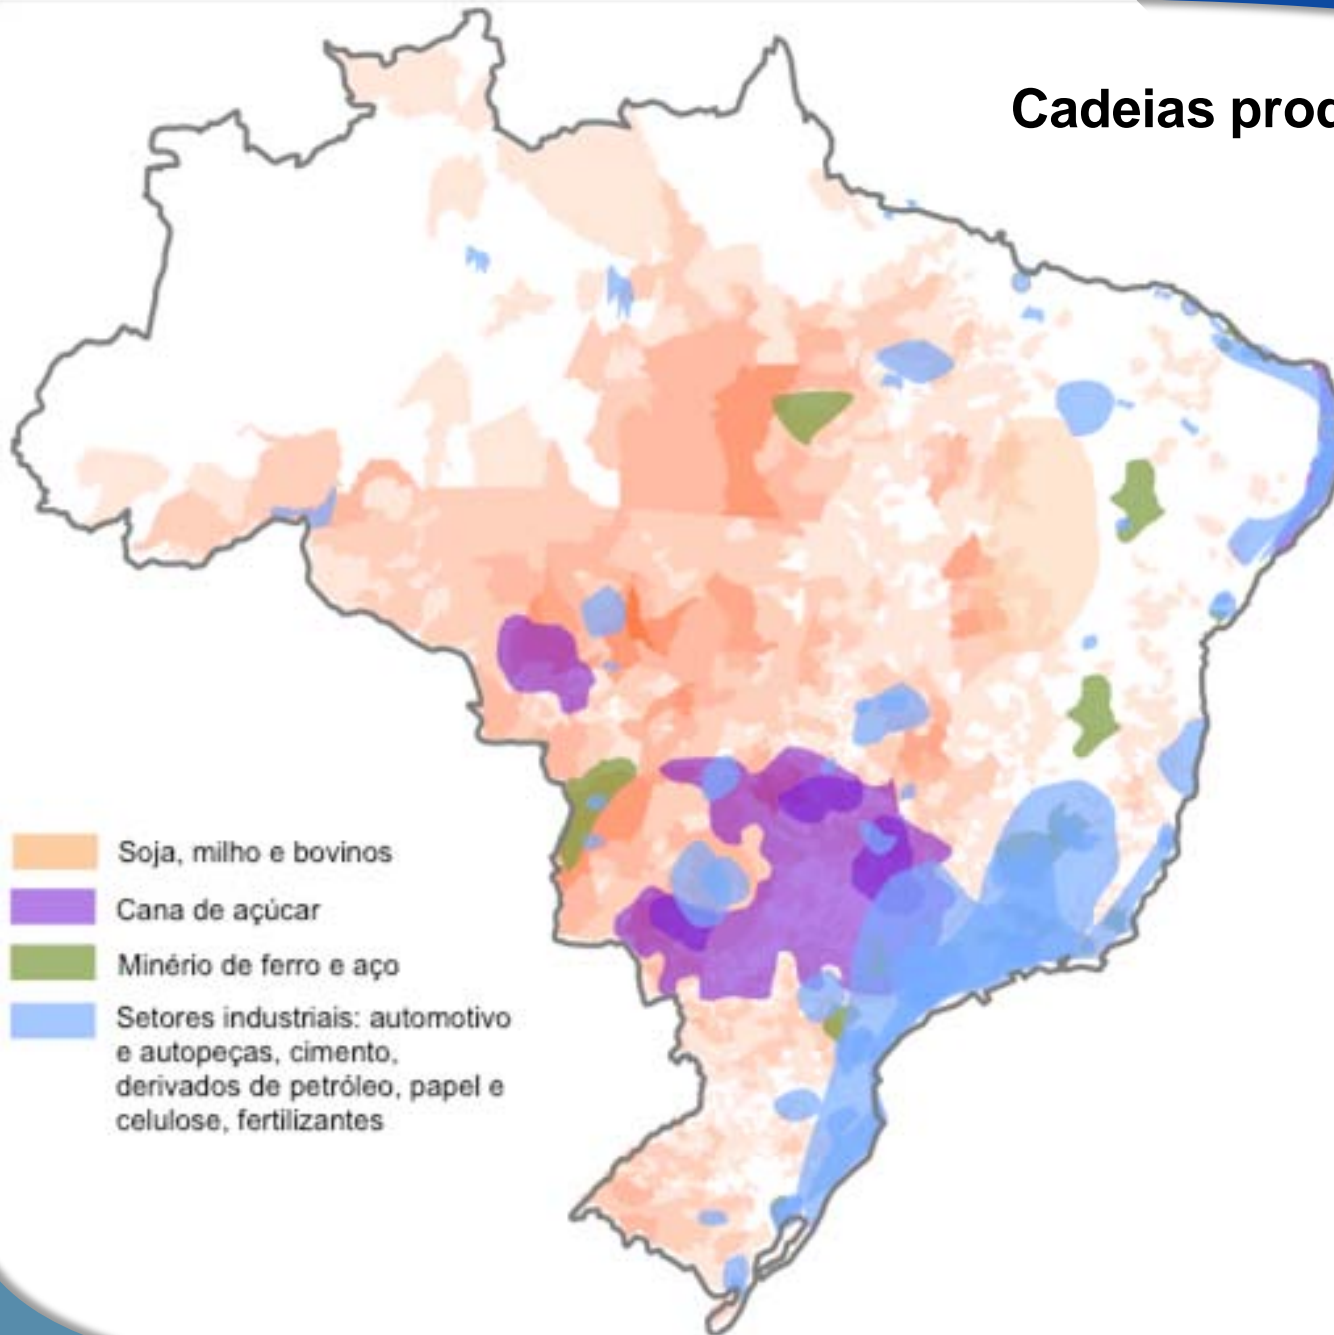 Cadeias prod
Soja, milho e bovinos
Cana de açúcar
Minério de ferro e aço
Setores industriais: automotivo
e autopeças, cimento,
derivados de petróleo, papel e
celulose, fertilizantes